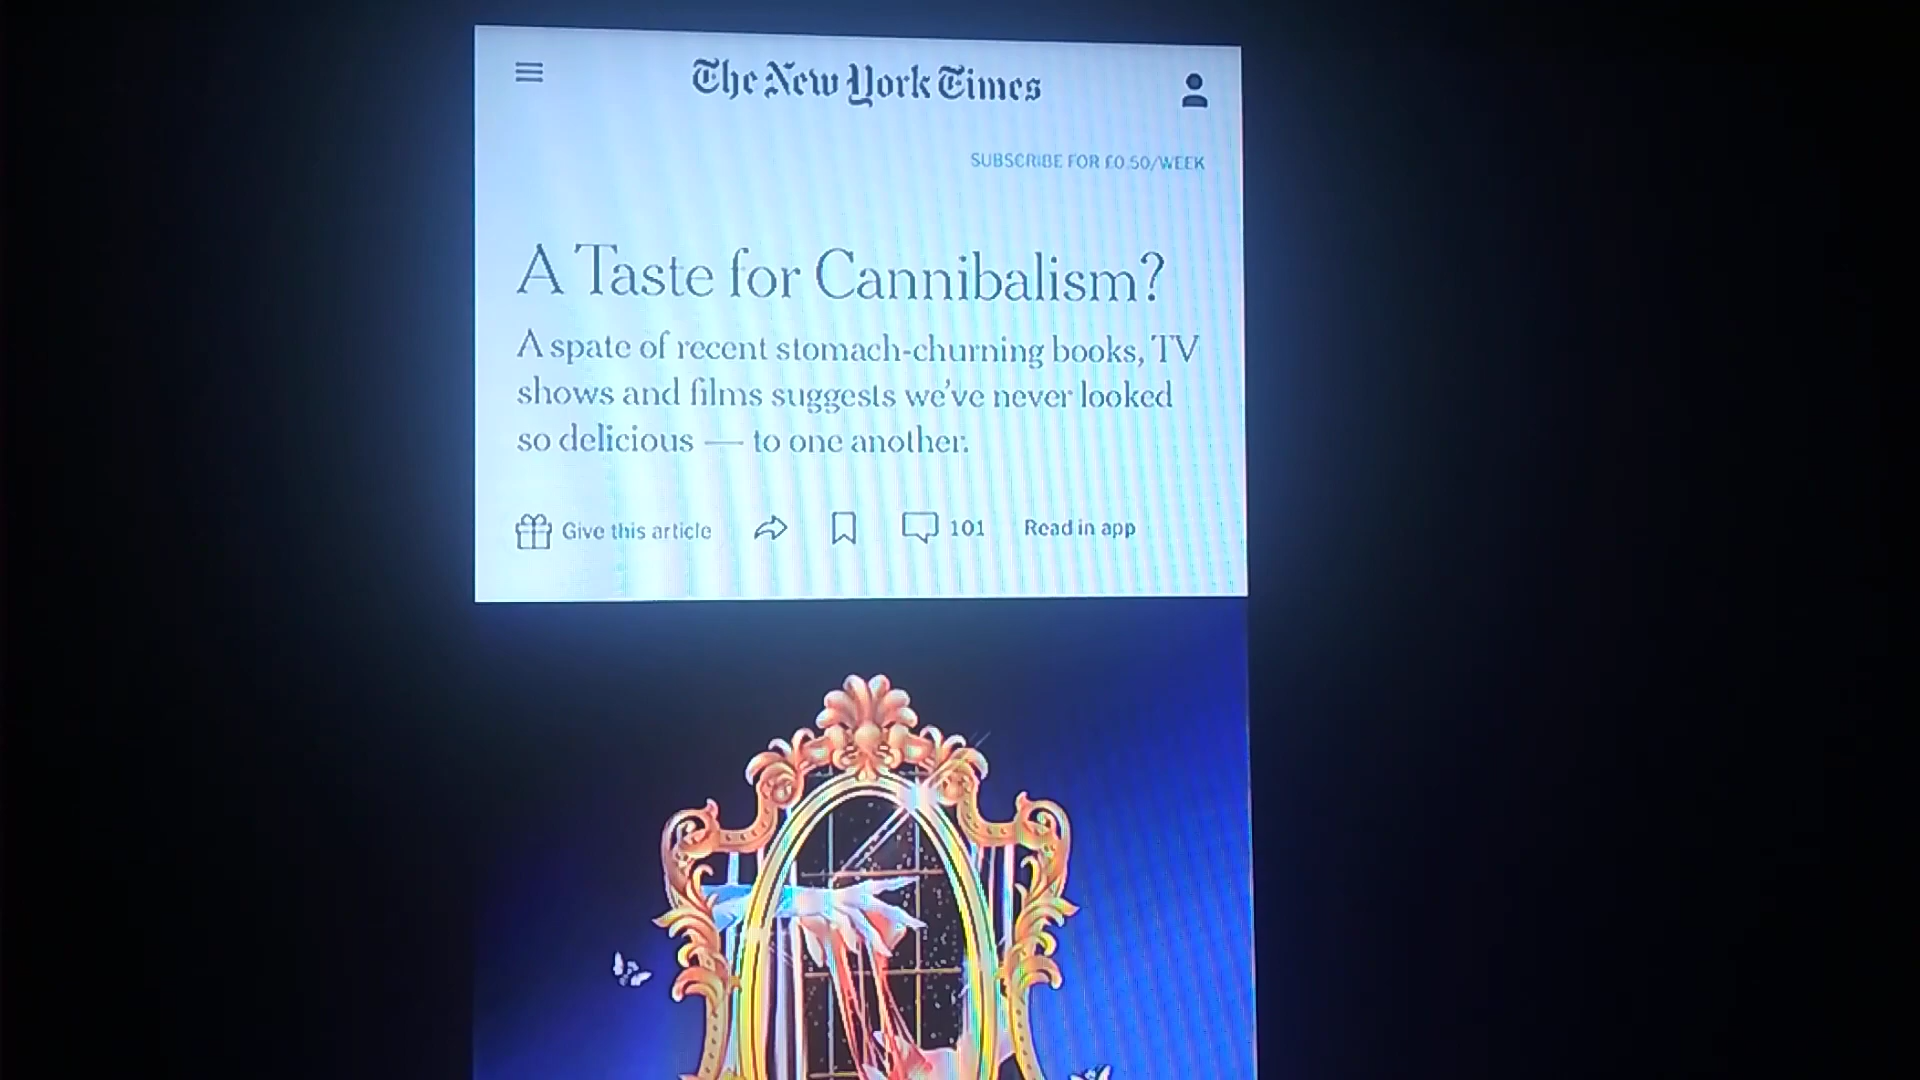 The New York Times
SUBSCRIBE FOR £0.50/WEEK
A Taste for Cannibalism?
A spate of recent stomach-churning books, TV
shows and films suggests we've never looked
so delicious — to one another.
Give this article 101 Read in app